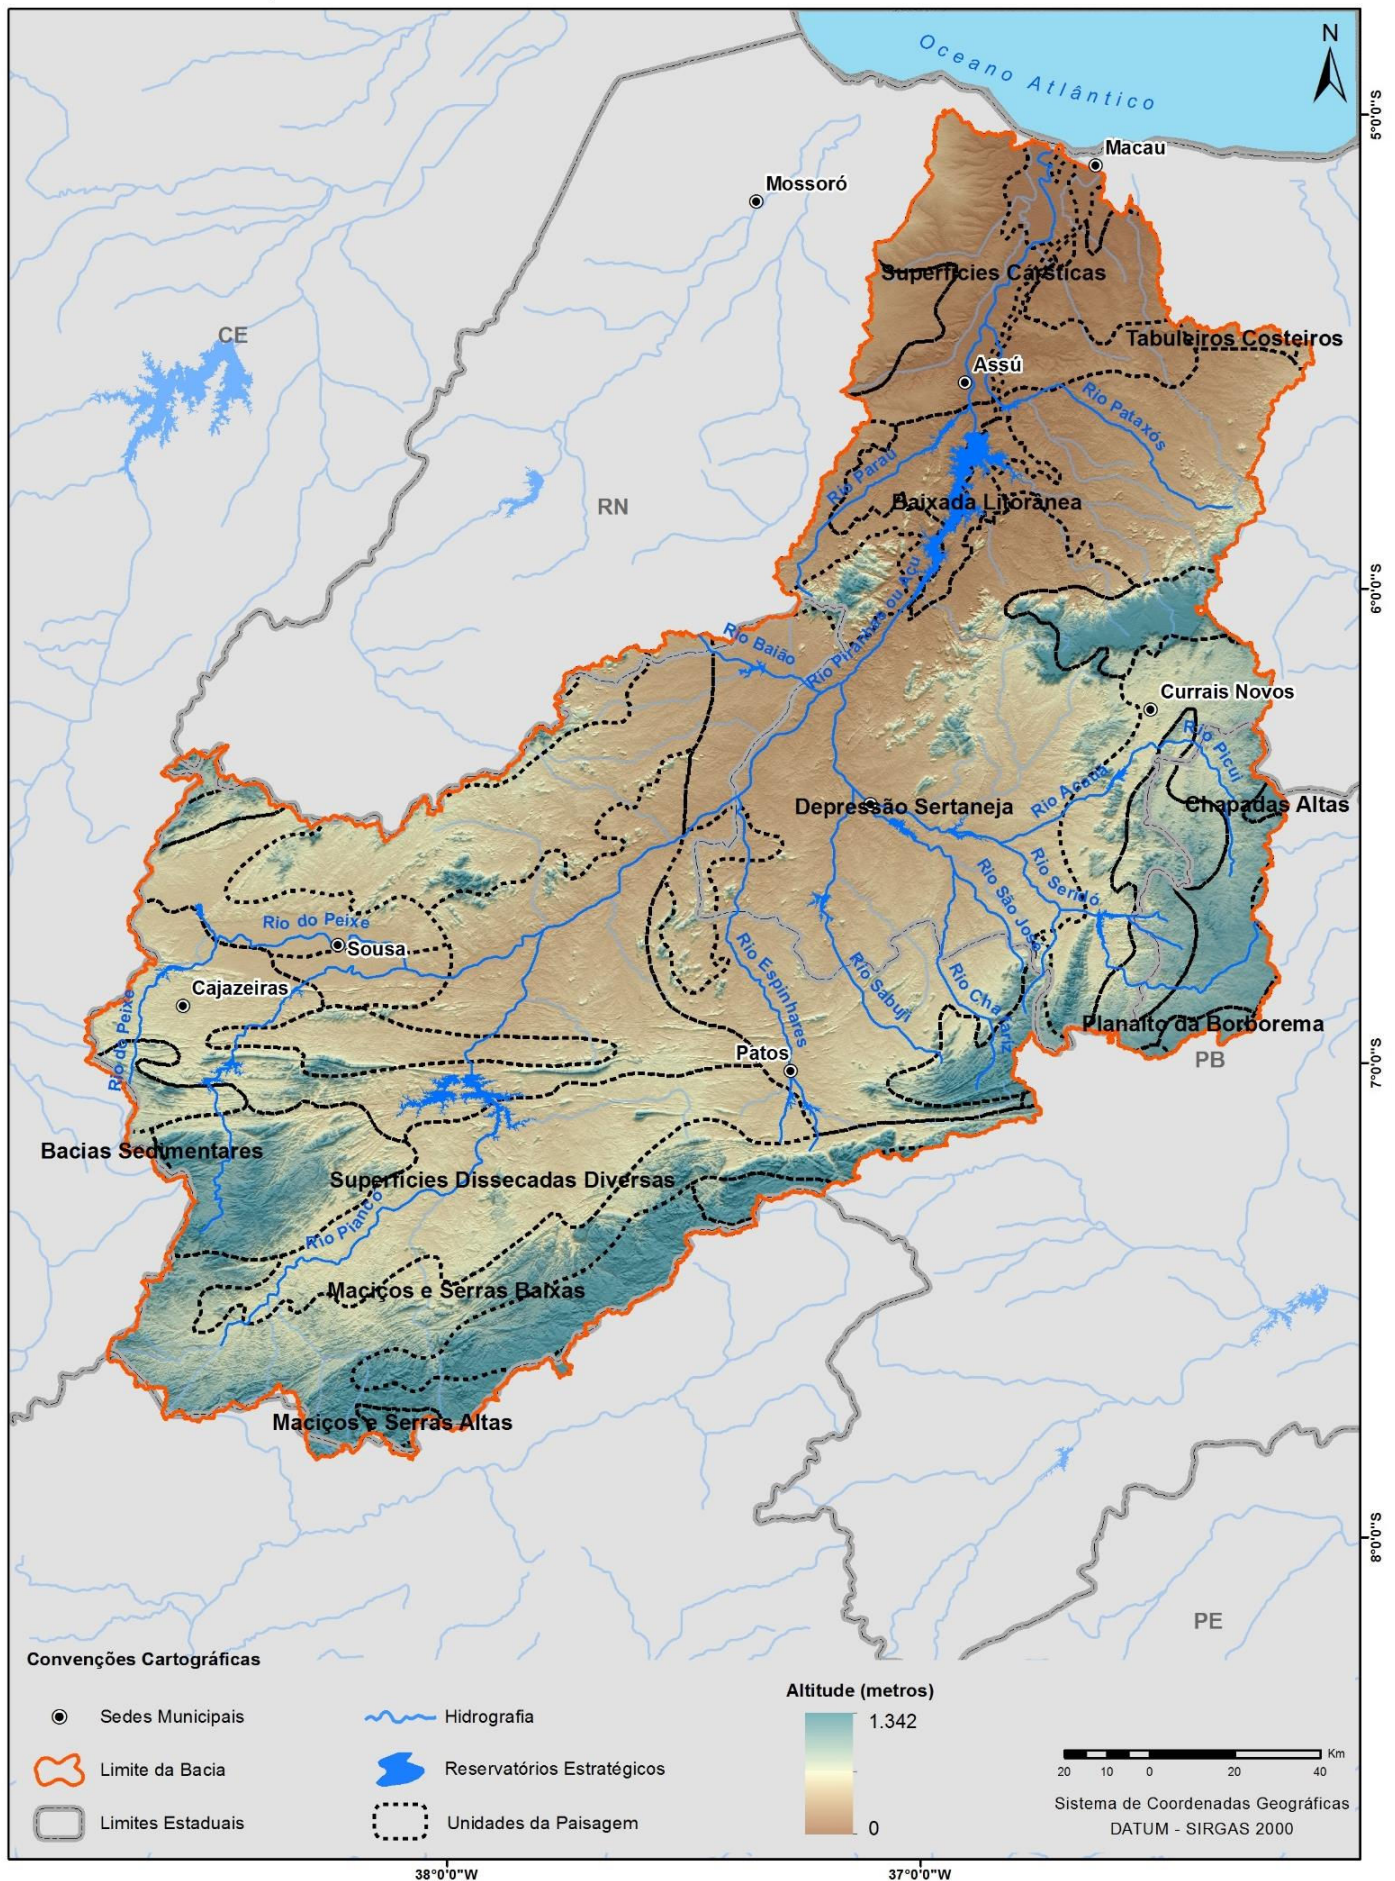 Oceano Atlântico
N
5°0'0"S
Macau
Mossoró
Superfícies Cársticas
CE
Tabuleiros Costeiros
Assú
Rio Pataxós
Rio Paraú
Baixada Litorânea
RN
6°0'0"S
Rio Piranhas ou Açu
Rio Baião
Currais Novos
Rio Picuí
Rio Acauã
Chapadas Altas
Depressão Sertaneja
Rio Seridó
Rio São José
Rio do Peixe
Sousa
Rio Espinharas
Rio Sabují
Rio Chafariz
Cajazeiras
Rio do Peixe
Planalto da Borborema
Patos
PB
7°0'0"S
Bacias Sedimentares
Superfícies Dissecadas Diversas
Rio Piancó
Maciços e Serras Baixas
Maciços e Serras Altas
8°0'0"S
PE
Convenções Cartográficas
Sedes Municipais
Hidrografia
Limite da Bacia
Reservatórios Estratégicos
Limites Estaduais
Unidades da Paisagem
Altitude (metros)
1.342
0
Km
20 10 0 20 40
Sistema de Coordenadas Geográficas
DATUM - SIRGAS 2000
38°0'0"W
37°0'0"W